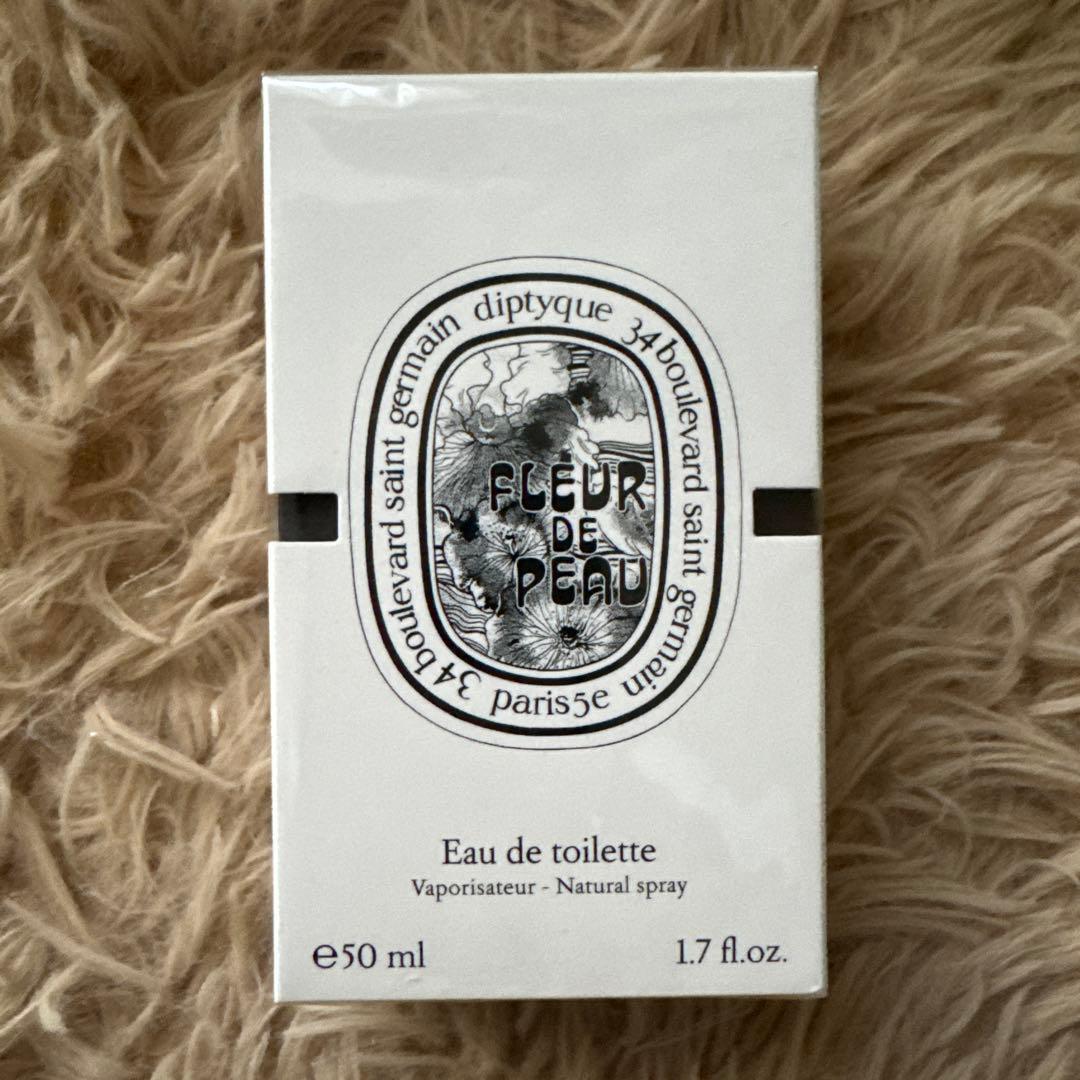 diptyque
34 boulevard saint germain
paris5e
34 boulevard saint germain
FLEUR
DE
PEAU
Eau de toilette
Vaporisateur - Natural spray
℮50 ml
1.7 fl.oz.